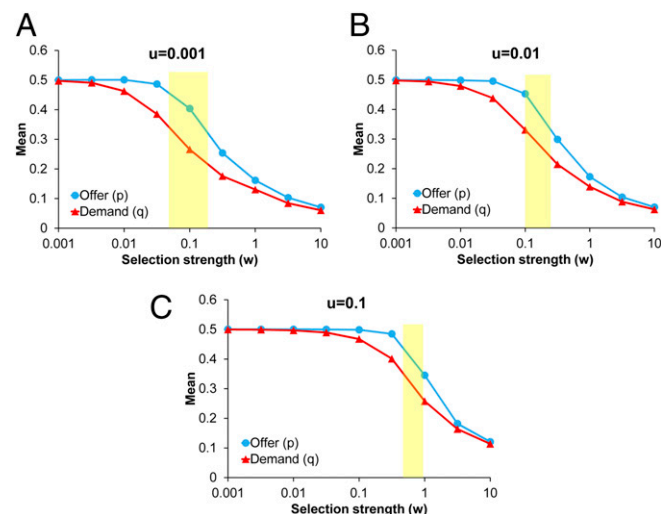 A
u=0.001
0.6
0.5
0.4
0.3
0.2
0.1
0
Mean
Offer (p)
Demand (q)
0.001 0.01 0.1 1 10
Selection strength (w)
B
u=0.01
0.6
0.5
0.4
0.3
0.2
0.1
0
Mean
Offer (p)
Demand (q)
0.001 0.01 0.1 1 10
Selection strength (w)
C
u=0.1
0.6
0.5
0.4
0.3
0.2
0.1
0
Mean
Offer (p)
Demand (q)
0.001 0.01 0.1 1 10
Selection strength (w)